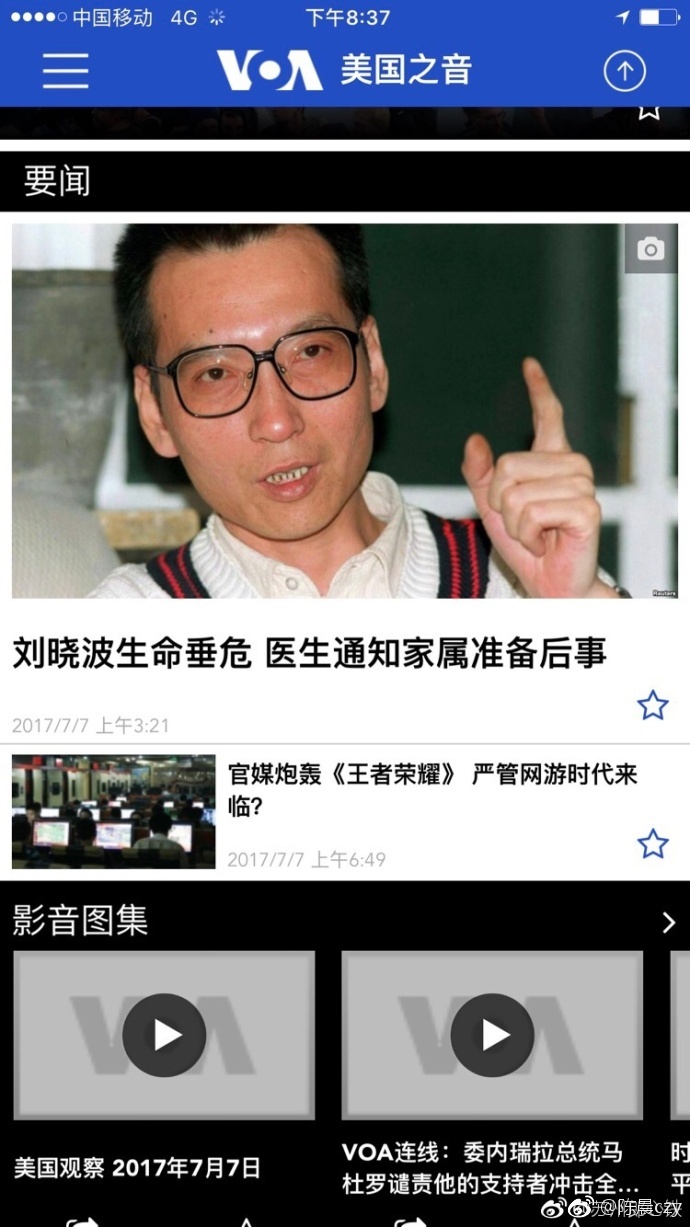 中国移动 4G 下午8:37
VOA 美国之音
要闻
Reuters
刘晓波生命垂危 医生通知家属准备后事
2017/7/7 上午3:21
官媒炮轰《王者荣耀》 严管网游时代来
临?
2017/7/7 上午6:49
影音图集
VOA
VOA
美国观察 2017年7月7日
VOA连线：委内瑞拉总统马
杜罗谴责他的支持者冲击全...
时
平
@陈晨czy